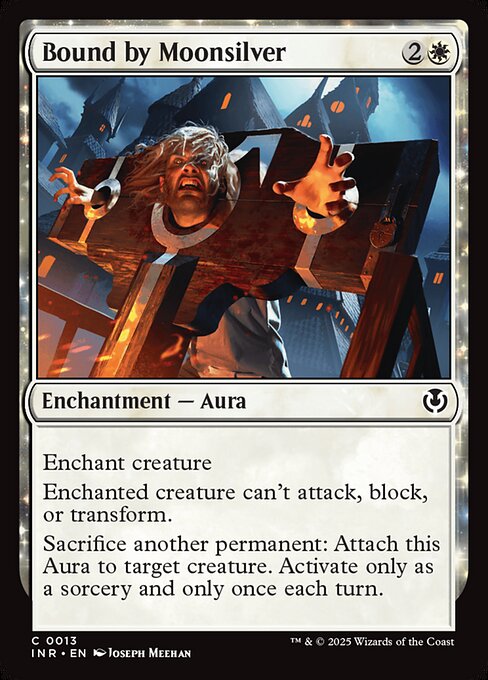 Bound by Moonsilver 2
Enchantment — Aura
Enchant creature
Enchanted creature can't attack, block,
or transform.
Sacrifice another permanent: Attach this
Aura to target creature. Activate only as
a sorcery and only once each turn.
C 0013
INR • EN Joseph Meehan
™ & © 2025 Wizards of the Coast